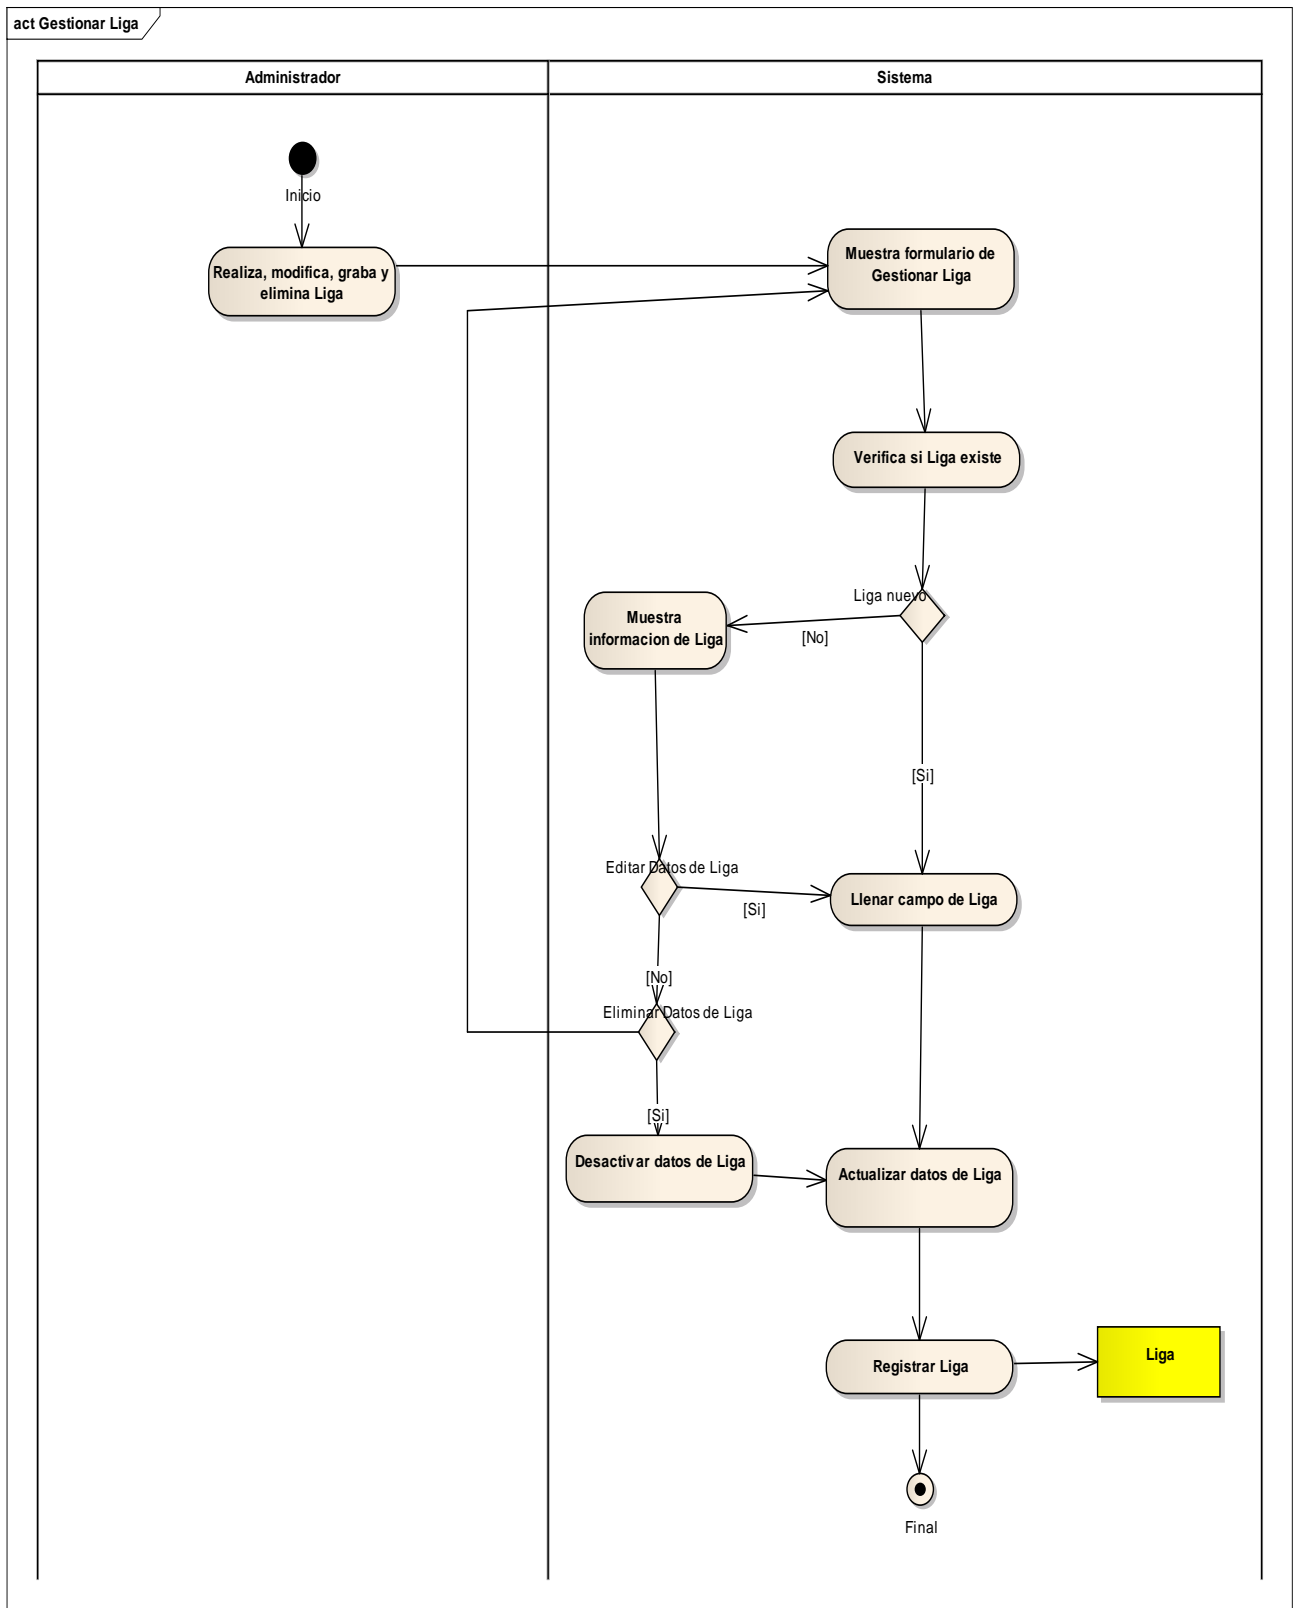 act Gestionar Liga
Administrador
Sistema
Inicio
Realiza, modifica, graba y
elimina Liga
Muestra formulario de
Gestionar Liga
Verifica si Liga existe
Liga nuevo
Muestra
informacion de Liga
[No]
[Si]
Editar Datos de Liga
[Si]
Llenar campo de Liga
[No]
Eliminar Datos de Liga
[Si]
Desactivar datos de Liga
Actualizar datos de Liga
Registrar Liga
Liga
Final